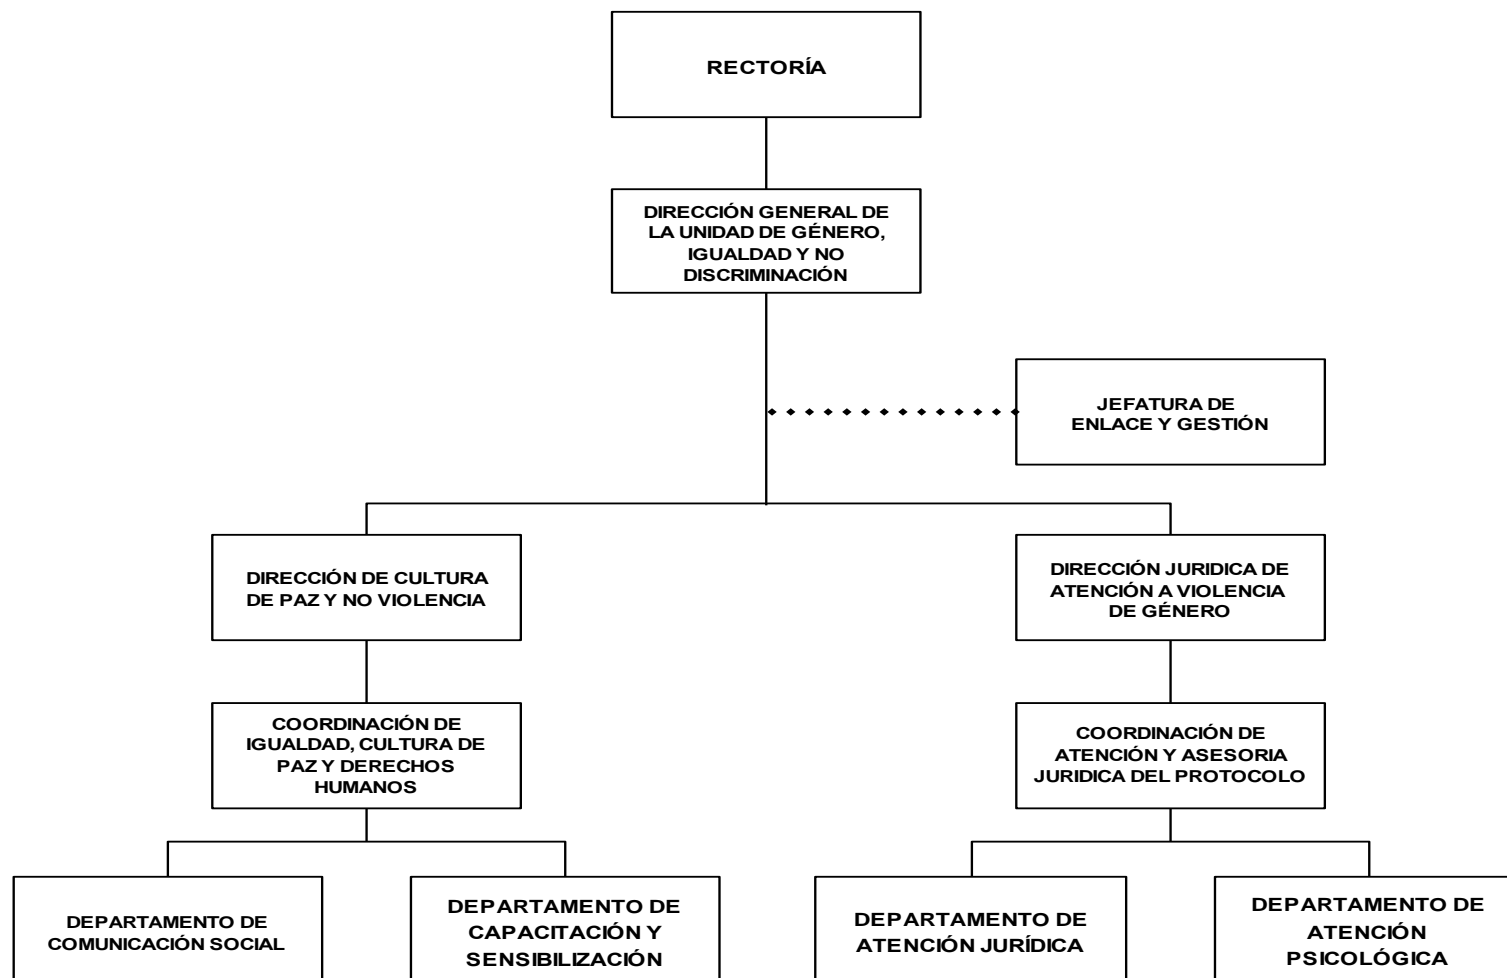 RECTORÍA
DIRECCIÓN GENERAL DE
LA UNIDAD DE GÉNERO,
IGUALDAD Y NO
DISCRIMINACIÓN
JEFATURA DE
ENLACE Y GESTIÓN
DIRECCIÓN DE CULTURA
DE PAZ Y NO VIOLENCIA
DIRECCIÓN JURIDICA DE
ATENCIÓN A VIOLENCIA
DE GÉNERO
COORDINACIÓN DE
IGUALDAD, CULTURA DE
PAZ Y DERECHOS
HUMANOS
COORDINACIÓN DE
ATENCIÓN Y ASESORIA
JURIDICA DEL PROTOCOLO
DEPARTAMENTO DE
COMUNICACIÓN SOCIAL
DEPARTAMENTO DE
CAPACITACIÓN Y
SENSIBILIZACIÓN
DEPARTAMENTO DE
ATENCIÓN JURÍDICA
DEPARTAMENTO DE
ATENCIÓN
PSICOLÓGICA